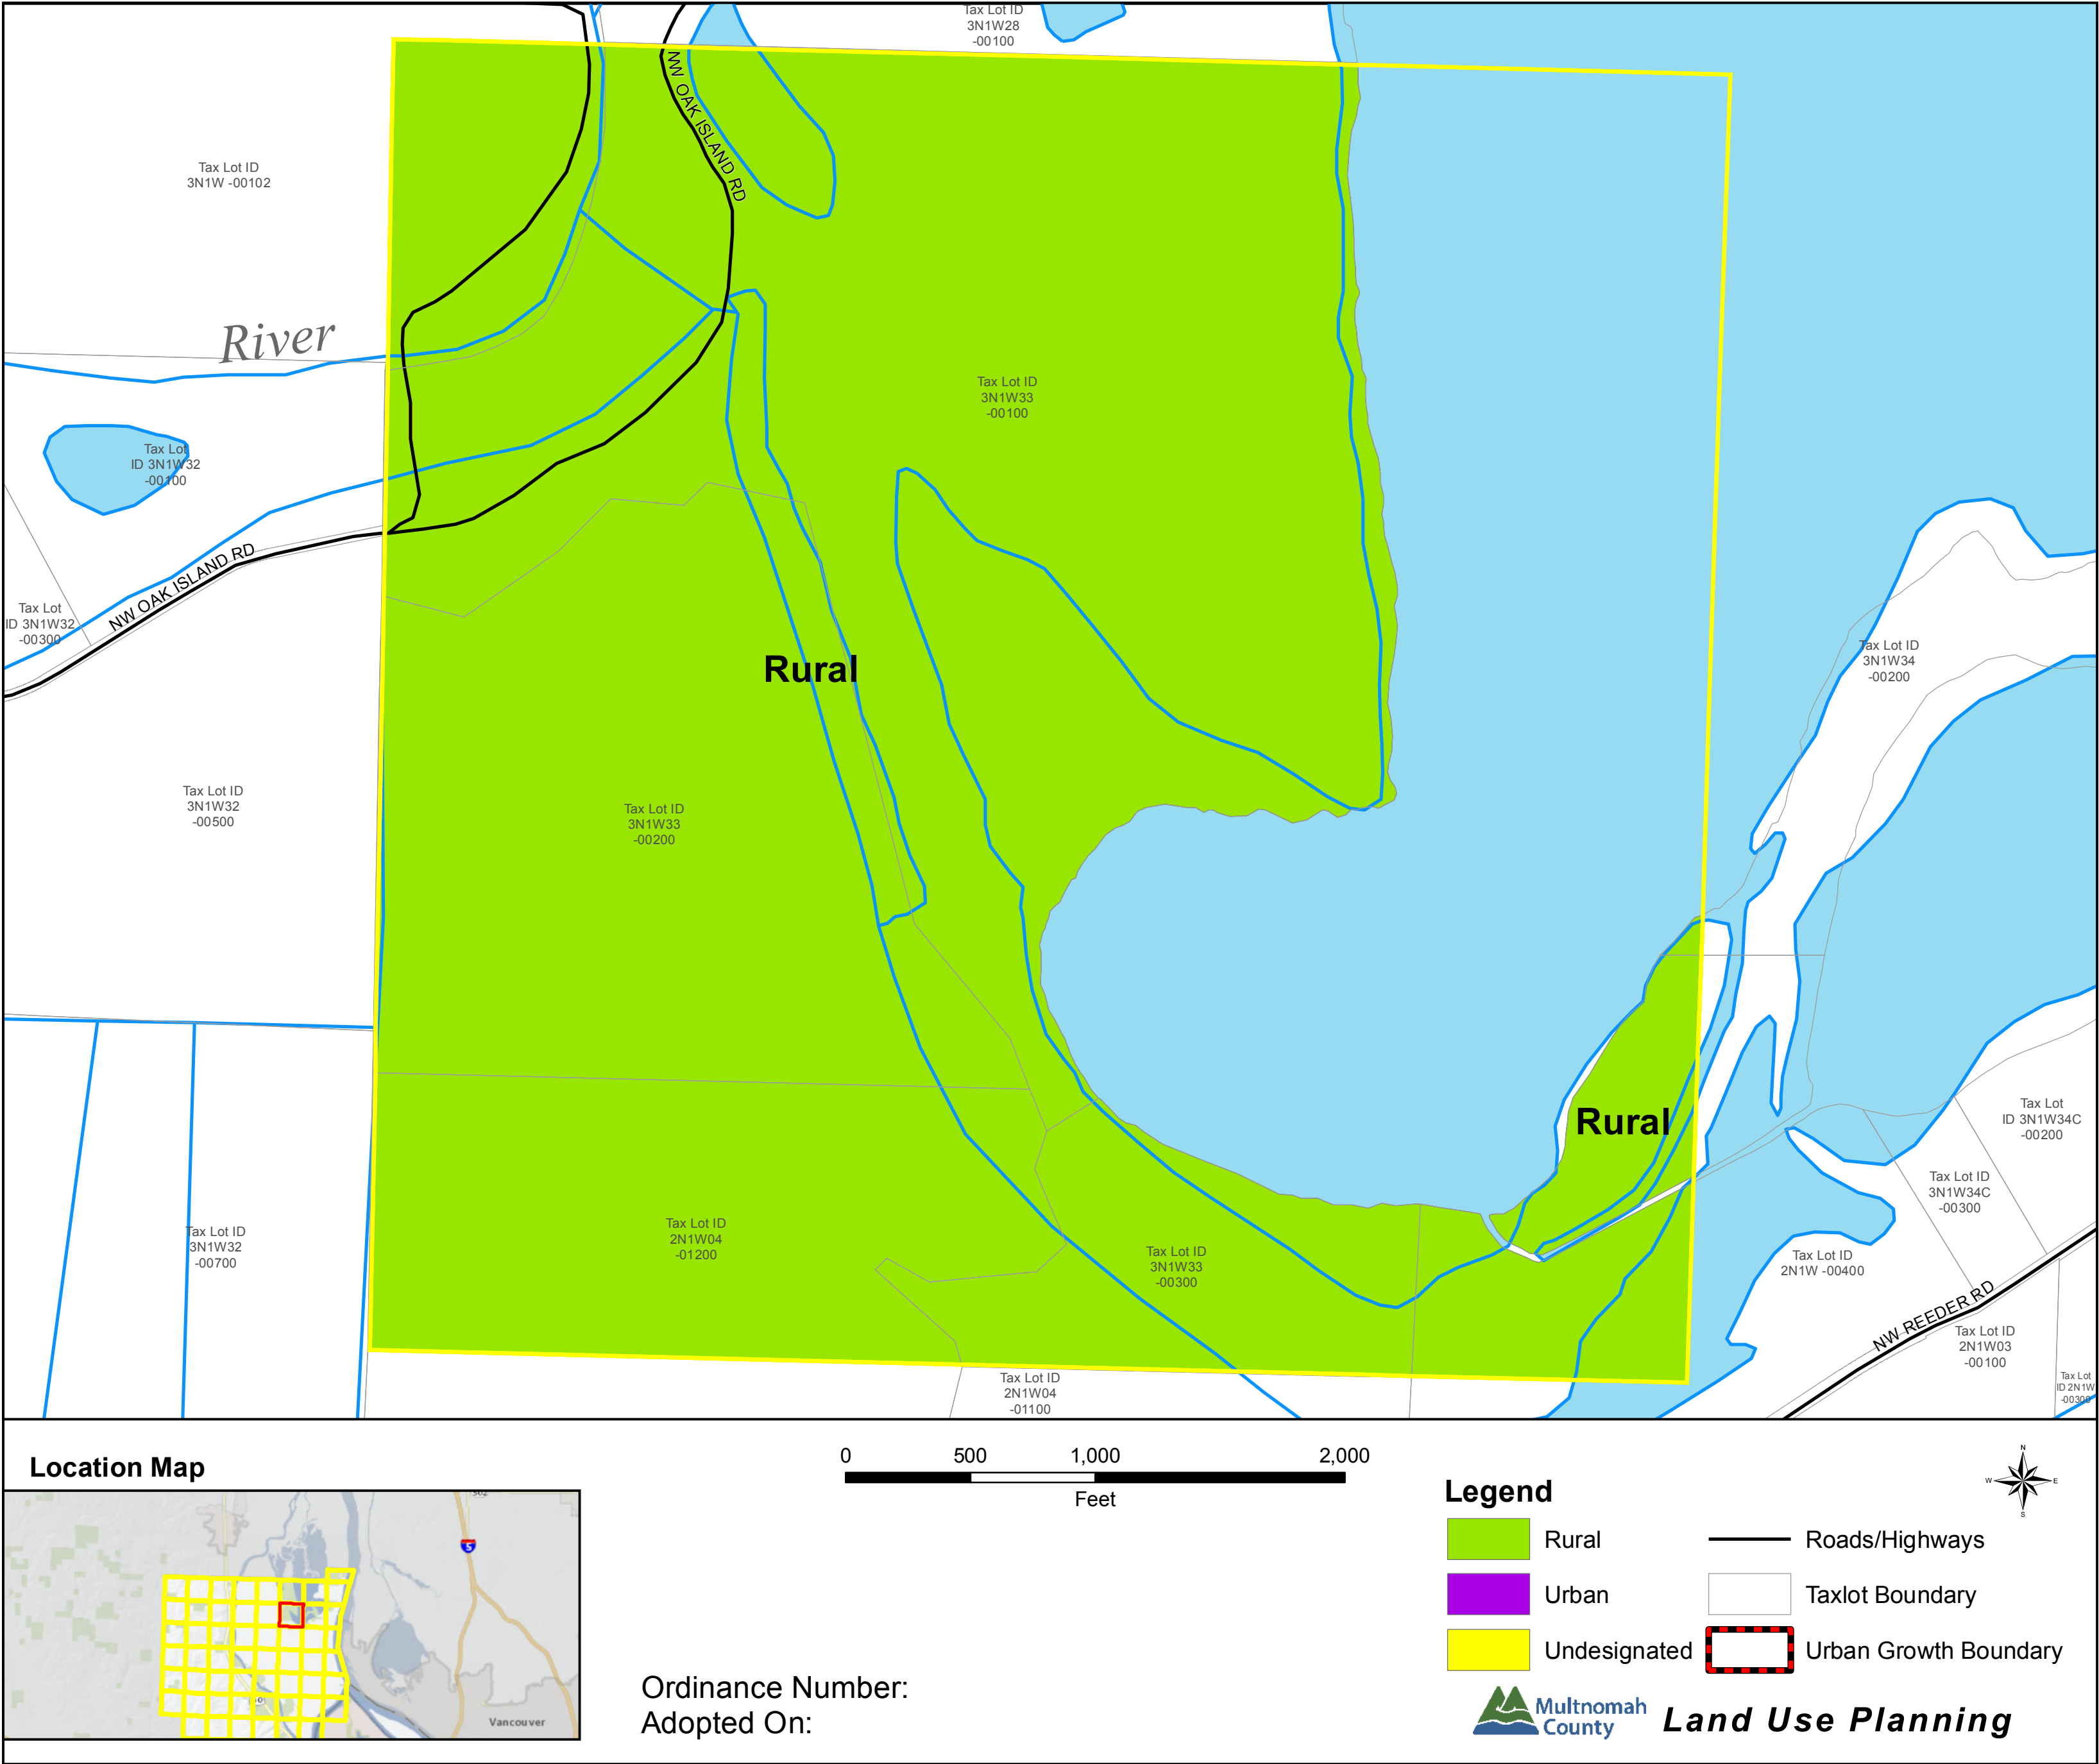 Tax Lot ID
3N1W28
-00100
NW OAK ISLAND RD
Tax Lot ID
3N1W -00102
River
Tax Lot ID
3N1W33
-00100
Tax Lot
ID 3N1W32
-00100
NW OAK ISLAND RD
Tax Lot
ID 3N1W32
-00300
Rural
Tax Lot ID
3N1W34
-00200
Tax Lot ID
3N1W32
-00500
Tax Lot ID
3N1W33
-00200
Rural
Tax Lot
ID 3N1W34C
-00200
Tax Lot ID
3N1W34C
-00300
Tax Lot ID
3N1W32
-00700
Tax Lot ID
2N1W04
-01200
Tax Lot ID
3N1W33
-00300
Tax Lot ID
2N1W -00400
NW REEDER RD
Tax Lot ID
2N1W03
-00100
Tax Lot
ID 2N1W
-00300
Tax Lot ID
2N1W04
-01100
Location Map
5
Vancouver
0 500 1,000 2,000
Feet
Ordinance Number:
Adopted On:
N
W E
S
Legend
Rural
Urban
Undesignated
Roads/Highways
Taxlot Boundary
Urban Growth Boundary
Multnomah
County
Land Use Planning